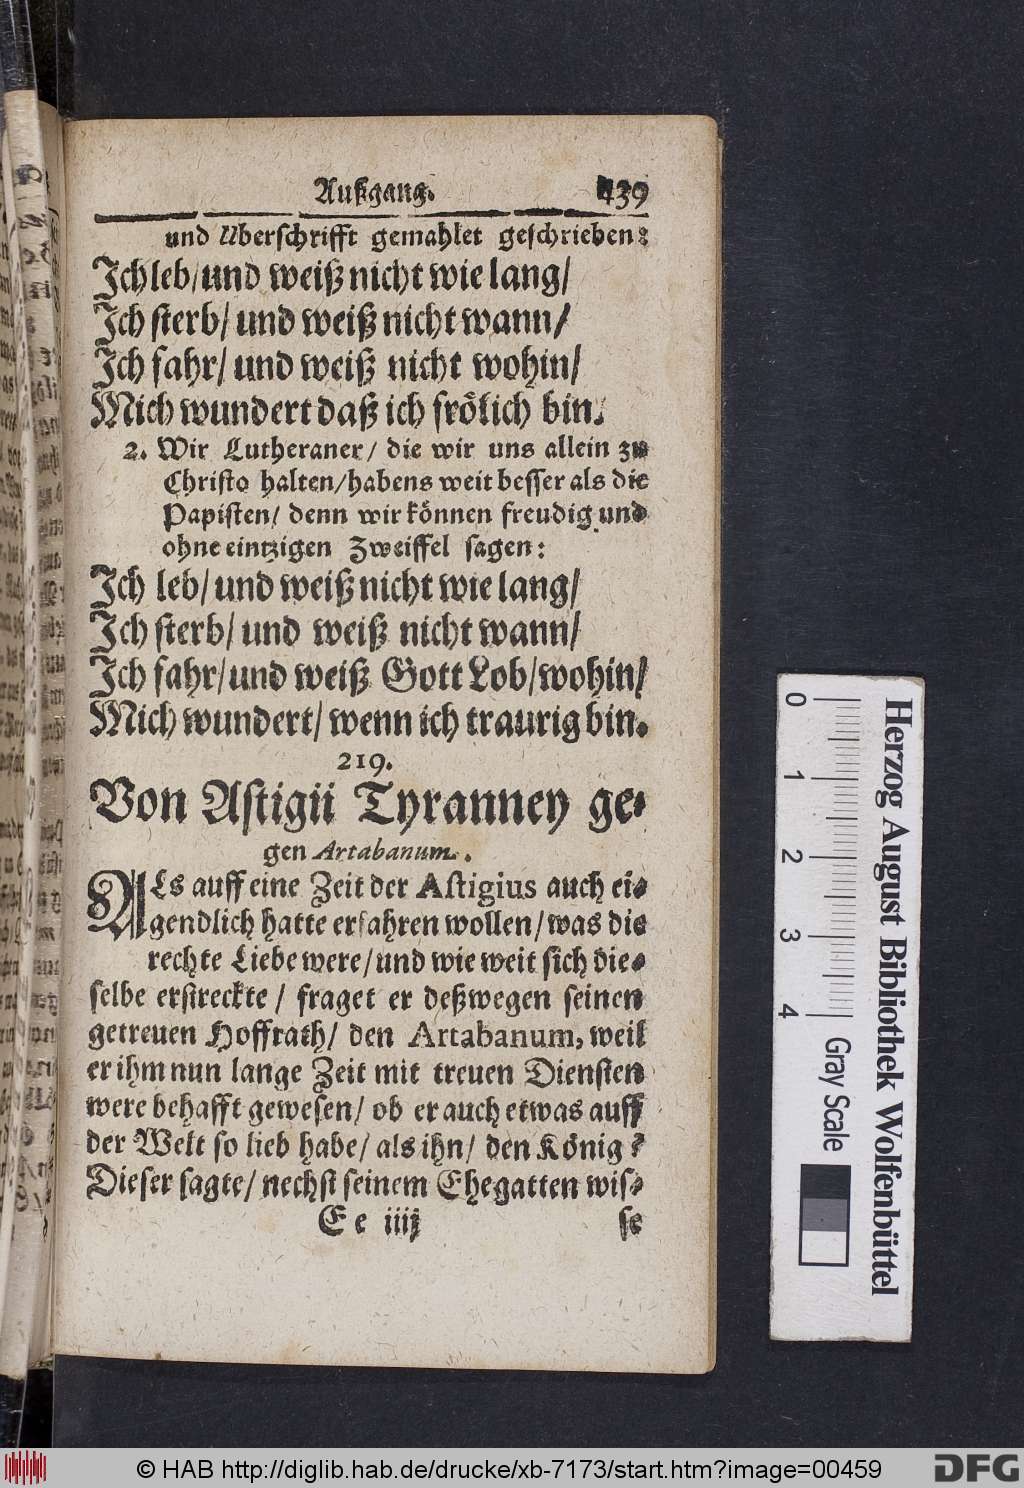 Außgang. 439
und Uberschrifft gemahlet geschrieben:
Ich leb/und weiß nicht wie lang/
Ich sterb/ und weiß nicht wann/
Ich fahr/ und weiß nicht wohin/
Mich wundert daß ich frölich bin.
2. Wir Lutheraner/ die wir uns allein zu
Christo halten/habens weit besser als die
Papisten/ denn wir können freudig und
ohne eintzigen Zweiffel sagen:
Ich leb/ und weiß nicht wie lang/
Ich sterb/ und weiß nicht wann/
Ich fahr/und weiß Gott Lob/wohin/
Mich wundert/ wenn ich traurig bin.
219.
Von Astigii Tyranney ge-
gen Artabanum.
ALs auff eine Zeit der Astigius auch ei-
gendlich hatte erfahren wollen/was die
rechte Liebe were/und wie weit sich die-
selbe erstreckte/ fraget er deßwegen seinen
getreuen Hoffrath/ den Artabanum, weil
er ihm nun lange Zeit mit treuen Diensten
were behafft gewesen/ ob er auch etwas auff
der Welt so lieb habe/ als ihn/ den König?
Dieser sagte/ nechst seinem Ehegatten wis-
Ee iiij se
0 1 2 3 4
Gray Scale
Herzog August Bibliothek Wolfenbüttel
© HAB http://diglib.hab.de/drucke/xb-7173/start.htm?image=00459
DFG